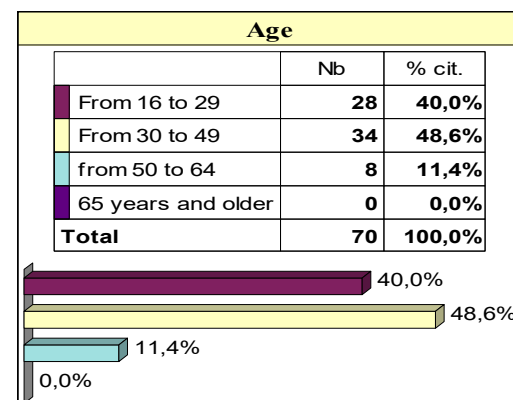 Age
Nb % cit.
From 16 to 29 28 40,0%
From 30 to 49 34 48,6%
from 50 to 64 8 11,4%
65 years and older 0 0,0%
Total 70 100,0%
40,0%
48,6%
11,4%
0,0%